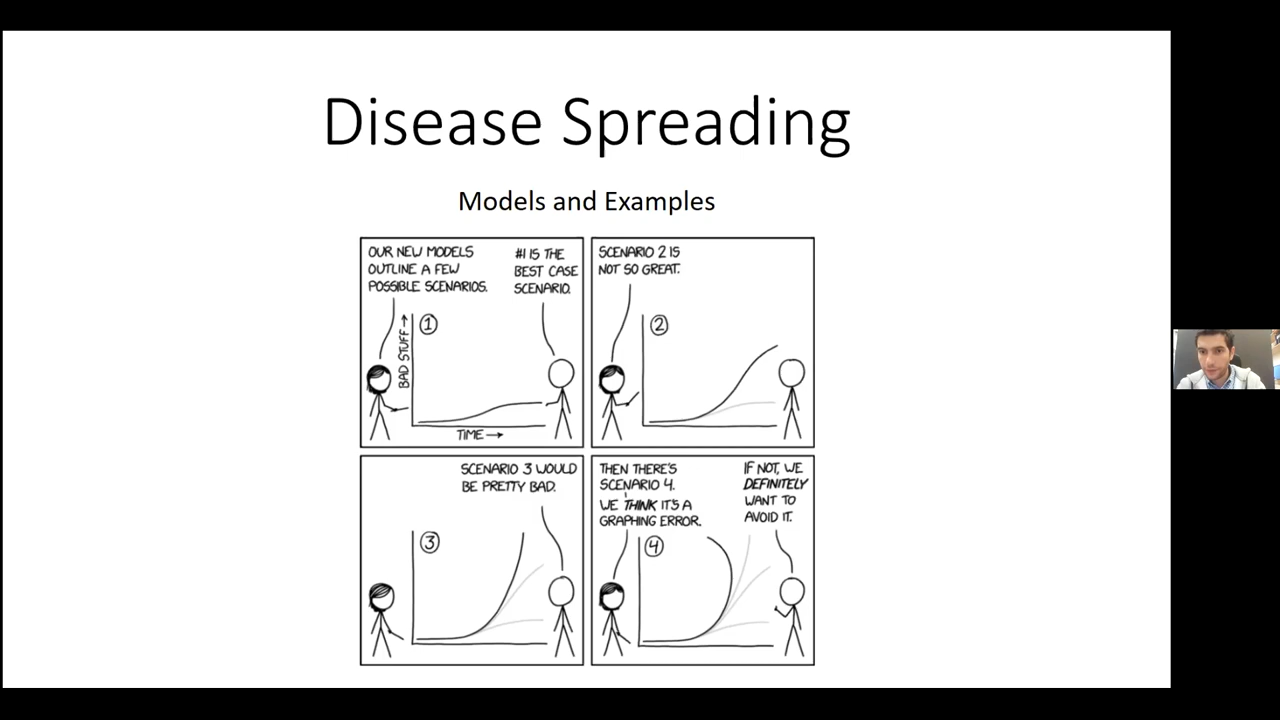 Disease Spreading
Models and Examples
OUR NEW MODELS
OUTLINE A FEW
POSSIBLE SCENARIOS.
#1 IS THE
BEST CASE
SCENARIO.
1
BAD STUFF→
TIME→
SCENARIO 2 IS
NOT SO GREAT.
2
SCENARIO 3 WOULD
BE PRETTY BAD.
3
THEN THERE'S
SCENARIO 4.
WE THINK IT'S A
GRAPHING ERROR.
IF NOT, WE
DEFINITELY
WANT TO
AVOID IT.
4